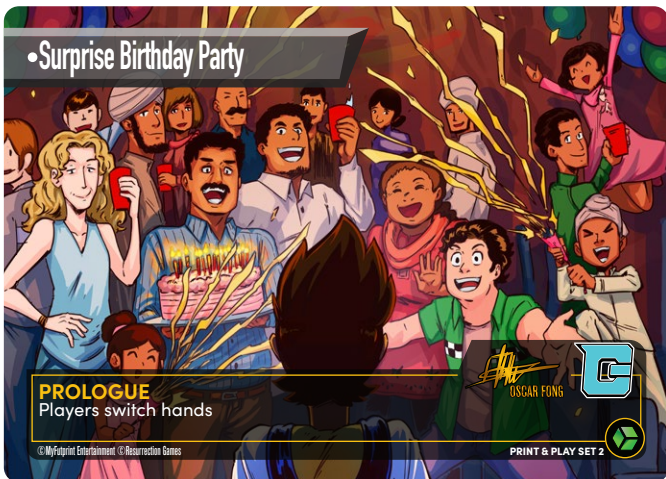 •Surprise Birthday Party
PROLOGUE
Players switch hands
OSCAR FONG
©MyFutprint Entertainment ©Resurrection Games
PRINT & PLAY SET 2